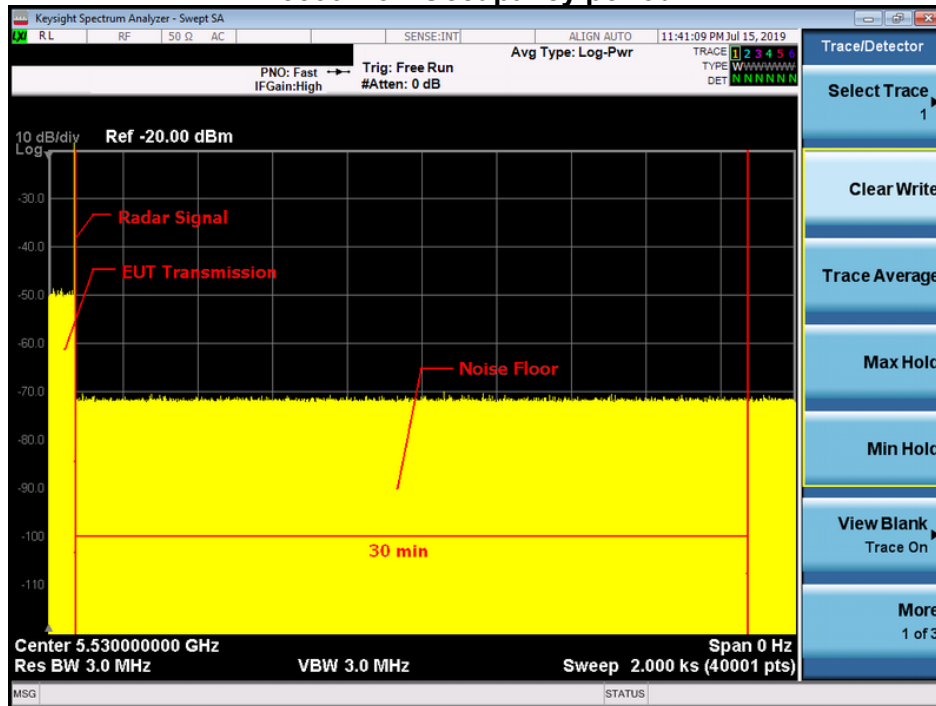 Keysight Spectrum Analyzer - Swept SA
LXI RL RF 50 Ω AC SENSE:INT ALIGN AUTO 11:41:09 PM Jul 15, 2019
Avg Type: Log-Pwr TRACE 1 2 3 4 5 6
PNO: Fast Trig: Free Run TYPE WWWWWW
IFGain:High #Atten: 0 dB DET N N N N N N
10 dB/div Ref -20.00 dBm
Log
-30.0
Radar Signal
-40.0
EUT Transmission
-50.0
-60.0
Noise Floor
-70.0
-80.0
-90.0
-100
30 min
-110
Center 5.530000000 GHz Span 0 Hz
Res BW 3.0 MHz VBW 3.0 MHz Sweep 2.000 ks (40001 pts)
MSG STATUS
Trace/Detector
Select Trace
1
Clear Write
Trace Average
Max Hold
Min Hold
View Blank
Trace On
More
1 of 3